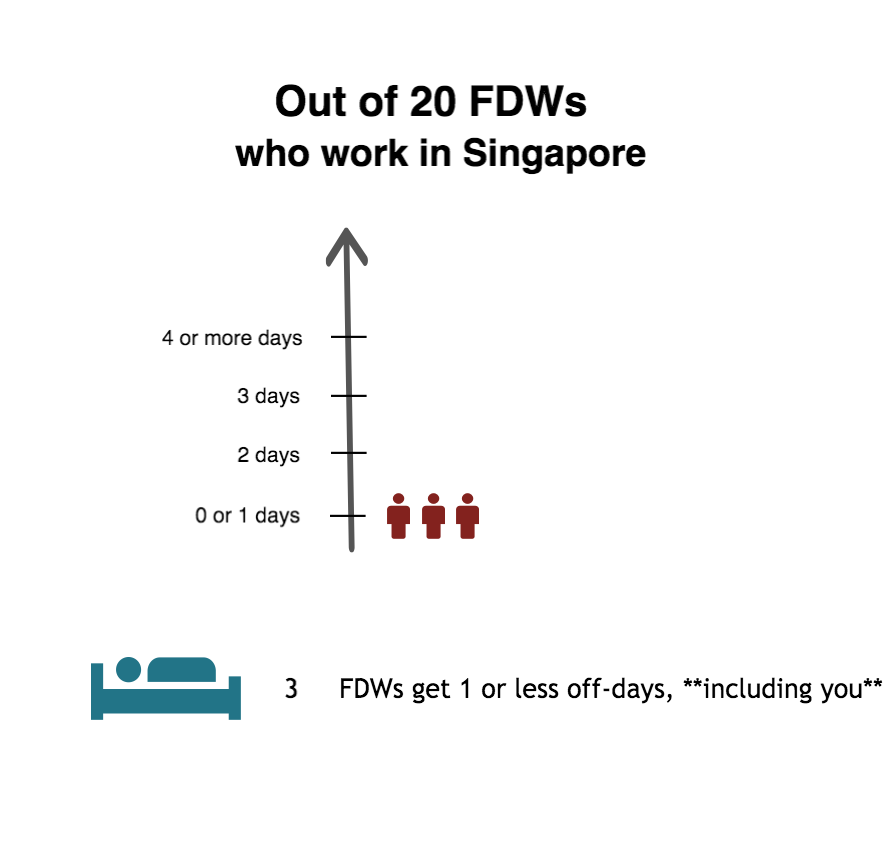 Out of 20 FDWs
who work in Singapore
4 or more days
3 days
2 days
0 or 1 days
3 FDWs get 1 or less off-days, **including you**